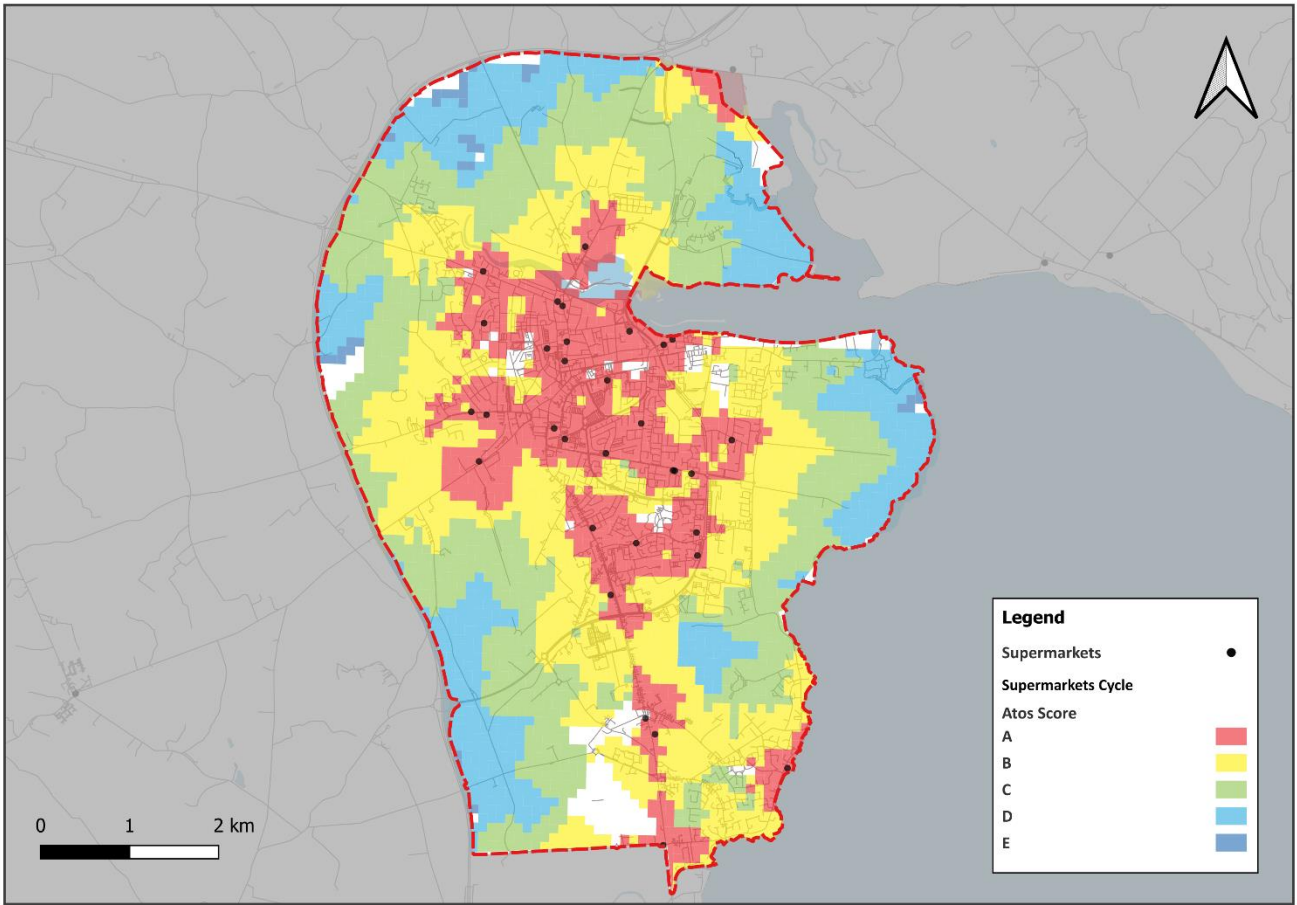 Legend
Supermarkets
Supermarkets Cycle
Atos Score
A
B
C
D
E
0 1 2 km